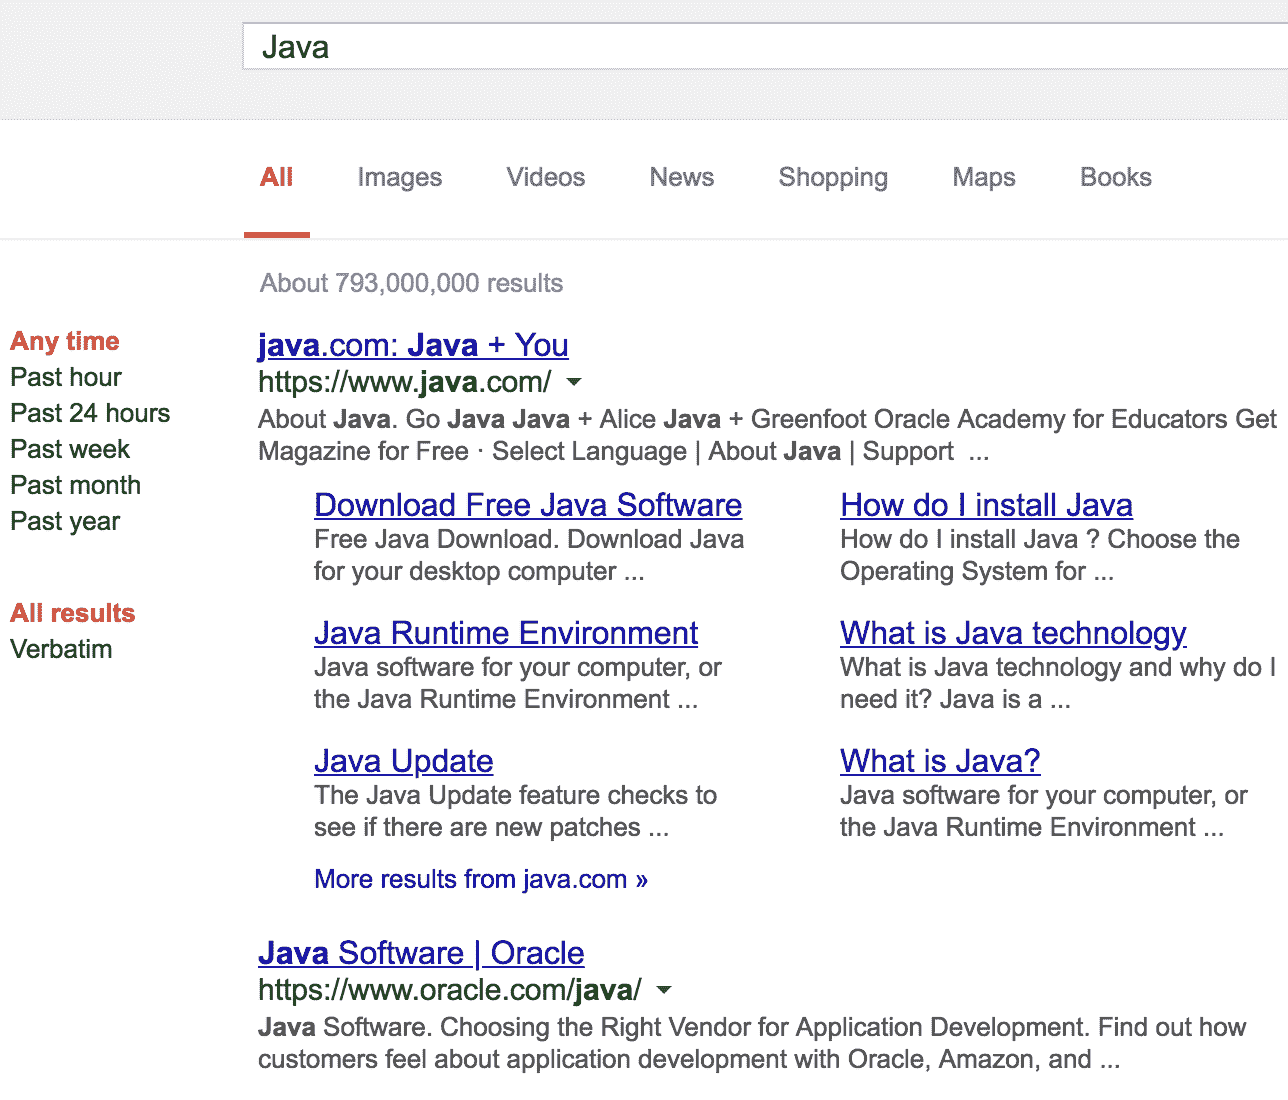 Java
All Images Videos News Shopping Maps Books
About 793,000,000 results
Any time
Past hour
Past 24 hours
Past week
Past month
Past year
All results
Verbatim
java.com: Java + You
https://www.java.com/
About Java. Go Java Java + Alice Java + Greenfoot Oracle Academy for Educators Get
Magazine for Free · Select Language | About Java | Support ...
Download Free Java Software
Free Java Download. Download Java
for your desktop computer ...
How do I install Java
How do I install Java ? Choose the
Operating System for ...
Java Runtime Environment
Java software for your computer, or
the Java Runtime Environment ...
What is Java technology
What is Java technology and why do I
need it? Java is a ...
Java Update
The Java Update feature checks to
see if there are new patches ...
What is Java?
Java software for your computer, or
the Java Runtime Environment ...
More results from java.com »
Java Software | Oracle
https://www.oracle.com/java/
Java Software. Choosing the Right Vendor for Application Development. Find out how
customers feel about application development with Oracle, Amazon, and ...